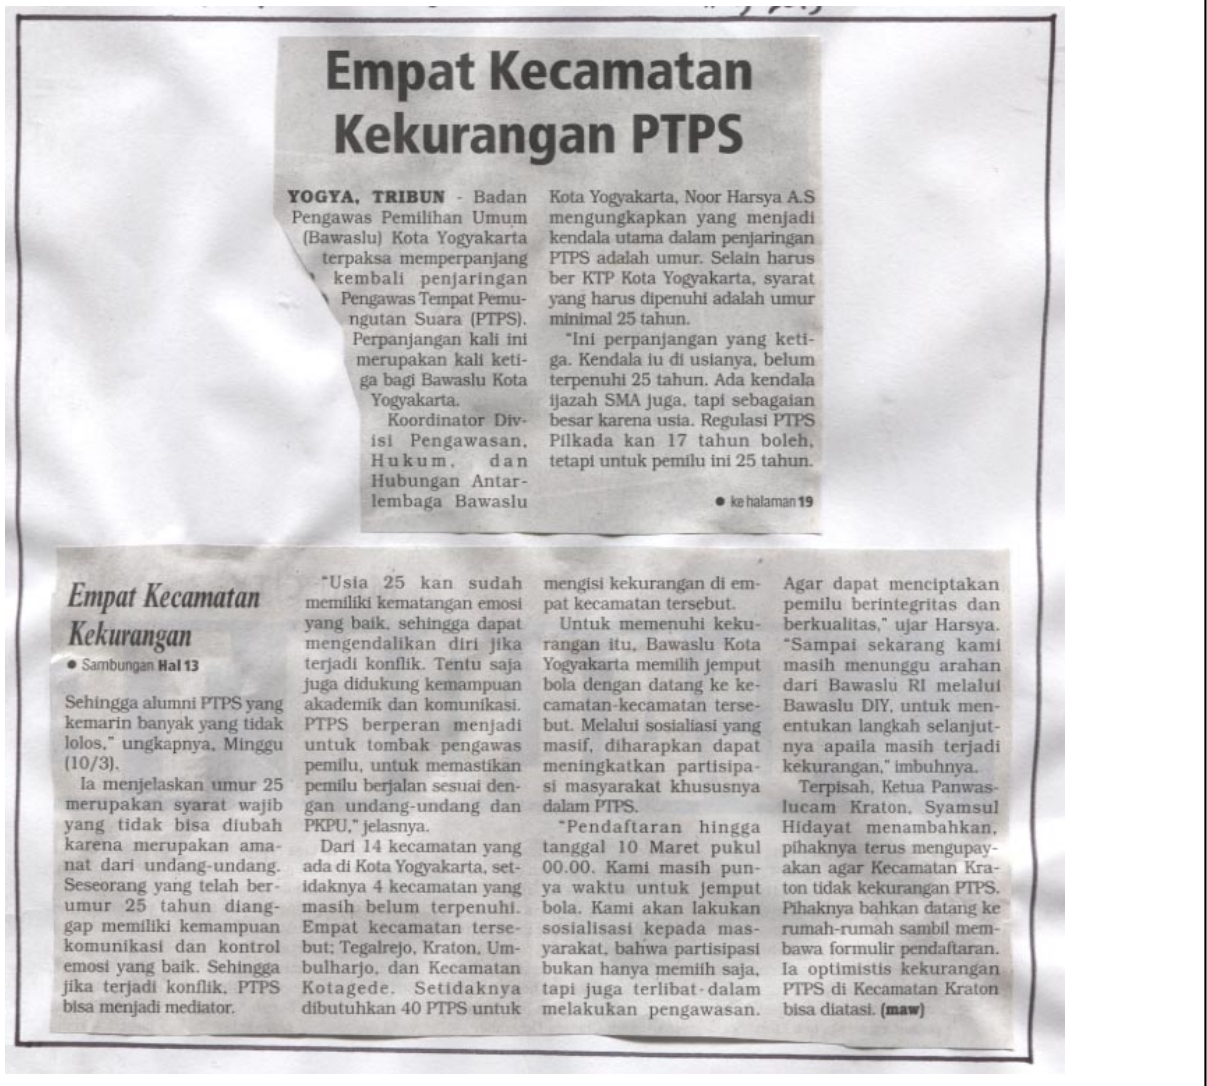 Empat Kecamatan
Kekurangan PTPS
YOGYA, TRIBUN - Badan
Pengawas Pemilihan Umum
(Bawaslu) Kota Yogyakarta
terpaksa memperpanjang
kembali penjaringan
Pengawas Tempat Pemu-
ngutan Suara (PTPS).
Perpanjangan kali ini
merupakan kali keti-
ga bagi Bawaslu Kota
Yogyakarta.
Koordinator Div-
isi Pengawasan,
Hukum, dan
Hubungan Antar-
lembaga Bawaslu
Kota Yogyakarta, Noor Harsya A.S
mengungkapkan yang menjadi
kendala utama dalam penjaringan
PTPS adalah umur. Selain harus
ber KTP Kota Yogyakarta, syarat
yang harus dipenuhi adalah umur
minimal 25 tahun.
"Ini perpanjangan yang keti-
ga. Kendala iu di usianya, belum
terpenuhi 25 tahun. Ada kendala
ijazah SMA juga, tapi sebagaian
besar karena usia. Regulasi PTPS
Pilkada kan 17 tahun boleh,
tetapi untuk pemilu ini 25 tahun.
● ke halaman 19
Empat Kecamatan
Kekurangan
● Sambungan Hal 13
Sehingga alumni PTPS yang
kemarin banyak yang tidak
lolos," ungkapnya, Minggu
(10/3).
Ia menjelaskan umur 25
merupakan syarat wajib
yang tidak bisa diubah
karena merupakan ama-
nat dari undang-undang.
Seseorang yang telah ber-
umur 25 tahun diang-
gap memiliki kemampuan
komunikasi dan kontrol
emosi yang baik. Sehingga
jika terjadi konflik, PTPS
bisa menjadi mediator.
"Usia 25 kan sudah
memiliki kematangan emosi
yang baik, sehingga dapat
mengendalikan diri jika
terjadi konflik. Tentu saja
juga didukung kemampuan
akademik dan komunikasi.
PTPS berperan menjadi
untuk tombak pengawas
pemilu, untuk memastikan
pemilu berjalan sesuai den-
gan undang-undang dan
PKPU," jelasnya.
Dari 14 kecamatan yang
ada di Kota Yogyakarta, set-
idaknya 4 kecamatan yang
masih belum terpenuhi.
Empat kecamatan terse-
but; Tegalrejo, Kraton, Um-
bulharjo, dan Kecamatan
Kotagede. Setidaknya
dibutuhkan 40 PTPS untuk
mengisi kekurangan di em-
pat kecamatan tersebut.
Untuk memenuhi keku-
rangan itu, Bawaslu Kota
Yogyakarta memilih jemput
bola dengan datang ke ke-
camatan-kecamatan terse-
but. Melalui sosialiasi yang
masif, diharapkan dapat
meningkatkan partisipa-
si masyarakat khususnya
dalam PTPS.
"Pendaftaran hingga
tanggal 10 Maret pukul
00.00. Kami masih pun-
ya waktu untuk jemput
bola. Kami akan lakukan
sosialisasi kepada mas-
yarakat, bahwa partisipasi
bukan hanya memiih saja,
tapi juga terlibat dalam
melakukan pengawasan.
Agar dapat menciptakan
pemilu berintegritas dan
berkualitas," ujar Harsya.
"Sampai sekarang kami
masih menunggu arahan
dari Bawaslu RI melalui
Bawaslu DIY, untuk men-
entukan langkah selanjut-
nya apaila masih terjadi
kekurangan," imbuhnya.
Terpisah, Ketua Panwas-
lucam Kraton, Syamsul
Hidayat menambahkan,
pihaknya terus mengupay-
akan agar Kecamatan Kra-
ton tidak kekurangan PTPS.
Pihaknya bahkan datang ke
rumah-rumah sambil mem-
bawa formulir pendaftaran.
Ia optimistis kekurangan
PTPS di Kecamatan Kraton
bisa diatasi. (maw)